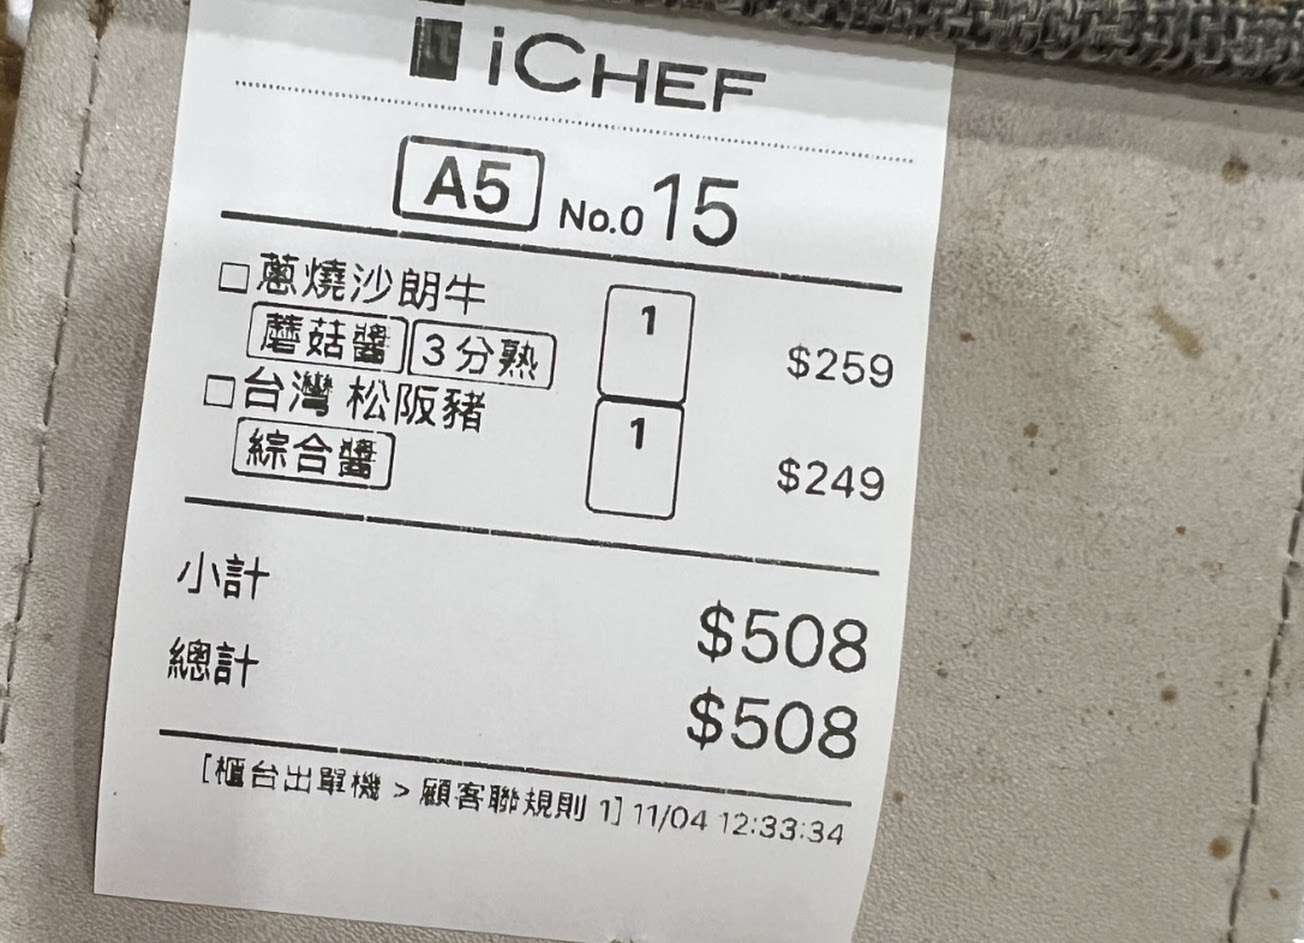 iCHEF
A5 No.015
□蔥燒沙朗牛 1 $259
蘑菇醬 3分熟
□台灣 松阪豬 1 $249
綜合醬
小計 $508
總計 $508
[櫃台出單機 > 顧客聯規則 1] 11/04 12:33:34